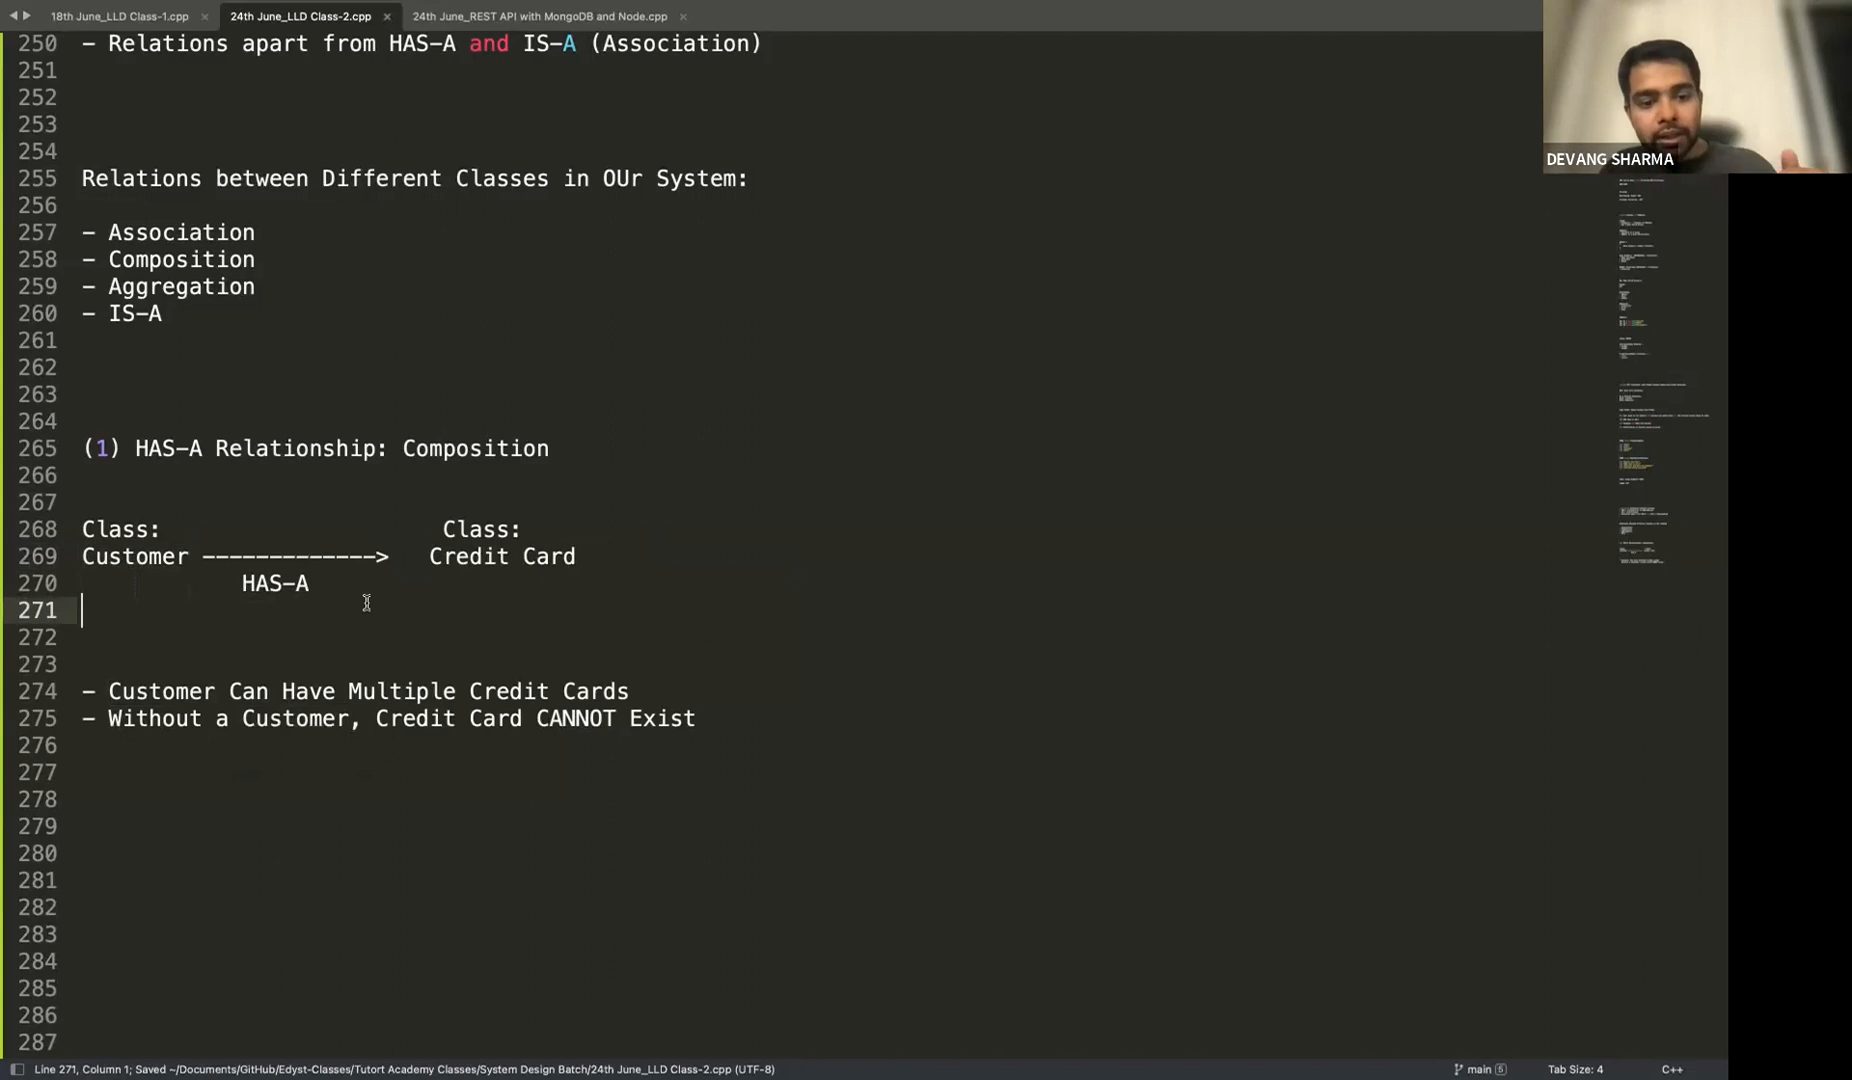 18th June_LLD Class-1.cpp
24th June_LLD Class-2.cpp
24th June_REST API with MongoDB and Node.cpp
DEVANG SHARMA
250 - Relations apart from HAS-A and IS-A (Association)
251
252
253
254
255 Relations between Different Classes in OUr System:
256
257 - Association
258 - Composition
259 - Aggregation
260 - IS-A
261
262
263
264
265 (1) HAS-A Relationship: Composition
266
267
268 Class: Class:
269 Customer -------------> Credit Card
270 HAS-A
271
272
273
274 - Customer Can Have Multiple Credit Cards
275 - Without a Customer, Credit Card CANNOT Exist
276
277
278
279
280
281
282
283
284
285
286
287
Line 271, Column 1; Saved ~/Documents/GitHub/Edyst-Classes/Tutort Academy Classes/System Design Batch/24th June_LLD Class-2.cpp (UTF-8)
main 5
Tab Size: 4
C++